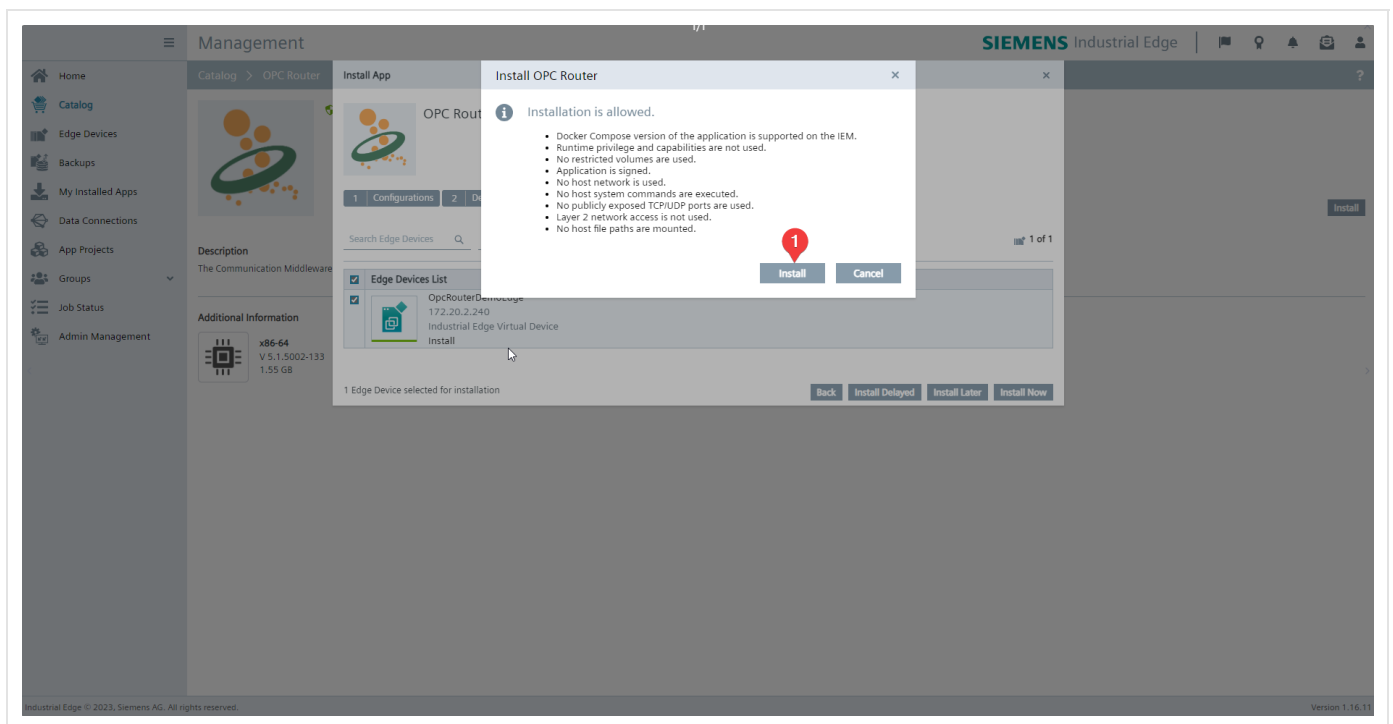 1/1
Management
SIEMENS Industrial Edge
Home
Catalog
Edge Devices
Backups
My Installed Apps
Data Connections
App Projects
Groups
Job Status
Admin Management
Catalog > OPC Router
?
Install
Description
The Communication Middleware
Additional Information
x86-64
V 5.1.5002-133
1.55 GB
Install App
×
OPC Rout
1 Configurations 2 De
Search Edge Devices
1 of 1
Edge Devices List
OpcRouterDemoEdge
172.20.2.240
Industrial Edge Virtual Device
Install
1 Edge Device selected for installation
Back Install Delayed Install Later Install Now
Install OPC Router ×
Installation is allowed.
• Docker Compose version of the application is supported on the IEM.
• Runtime privilege and capabilities are not used.
• No restricted volumes are used.
• Application is signed.
• No host network is used.
• No host system commands are executed.
• No publicly exposed TCP/UDP ports are used.
• Layer 2 network access is not used.
• No host file paths are mounted.
1
Install Cancel
Industrial Edge © 2023, Siemens AG. All rights reserved.
Version 1.16.11